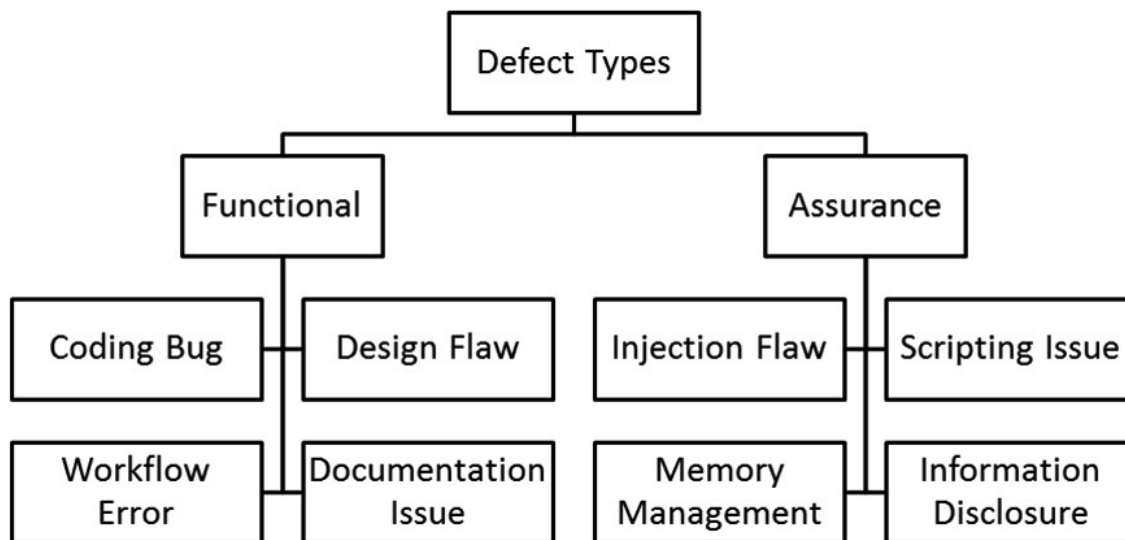 Defect Types
Functional
Assurance
Coding Bug
Design Flaw
Injection Flaw
Scripting Issue
Workflow
Error
Documentation
Issue
Memory
Management
Information
Disclosure